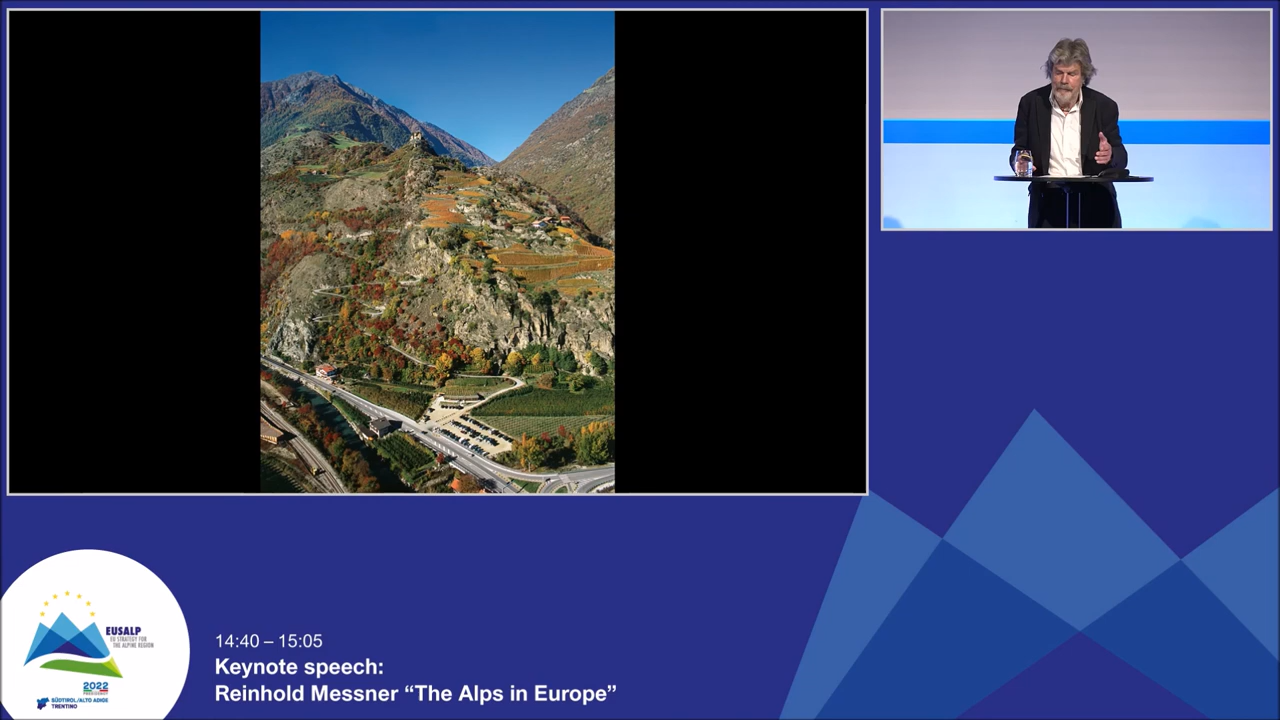 EUSALP
EU STRATEGY FOR
THE ALPINE REGION
2022
PRESIDENCY
SÜDTIROL/ALTO ADIGE
TRENTINO
14:40 – 15:05
Keynote speech:
Reinhold Messner “The Alps in Europe”